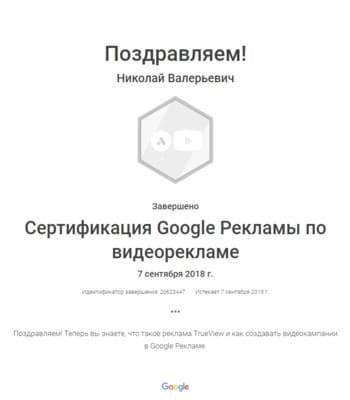 Поздравляем!
Николай Валерьевич
Завершено
Сертификация Google Рекламы по
видеорекламе
7 сентября 2018 г.
Идентификатор завершения: 20623447 Истекает 7 сентября 2019 г.
•••
Поздравляем! Теперь вы знаете, что такое реклама TrueView и как создавать видеокампании
в Google Рекламе.
Google